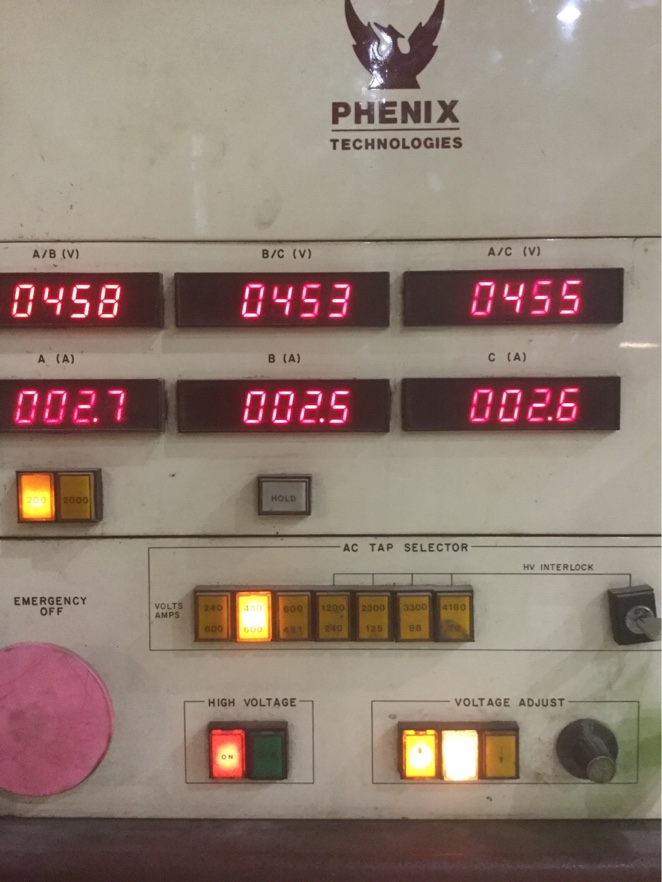 PHENIX
TECHNOLOGIES
A/B (V) B/C (V) A/C (V)
0458 0453 0455
A (A) B (A) C (A)
002.7 002.5 002.6
200 2000 HOLD
AC TAP SELECTOR
HV INTERLOCK
EMERGENCY
OFF
VOLTS 240 480 600 1200 2300 3300 4160
AMPS 600 600 481 240 125
HIGH VOLTAGE VOLTAGE ADJUST
ON